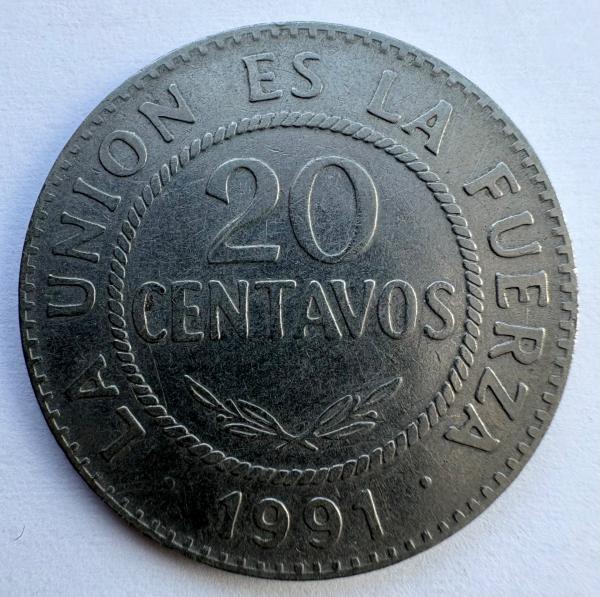 LA UNION ES LA FUERZA
20
CENTAVOS
· 1991 ·